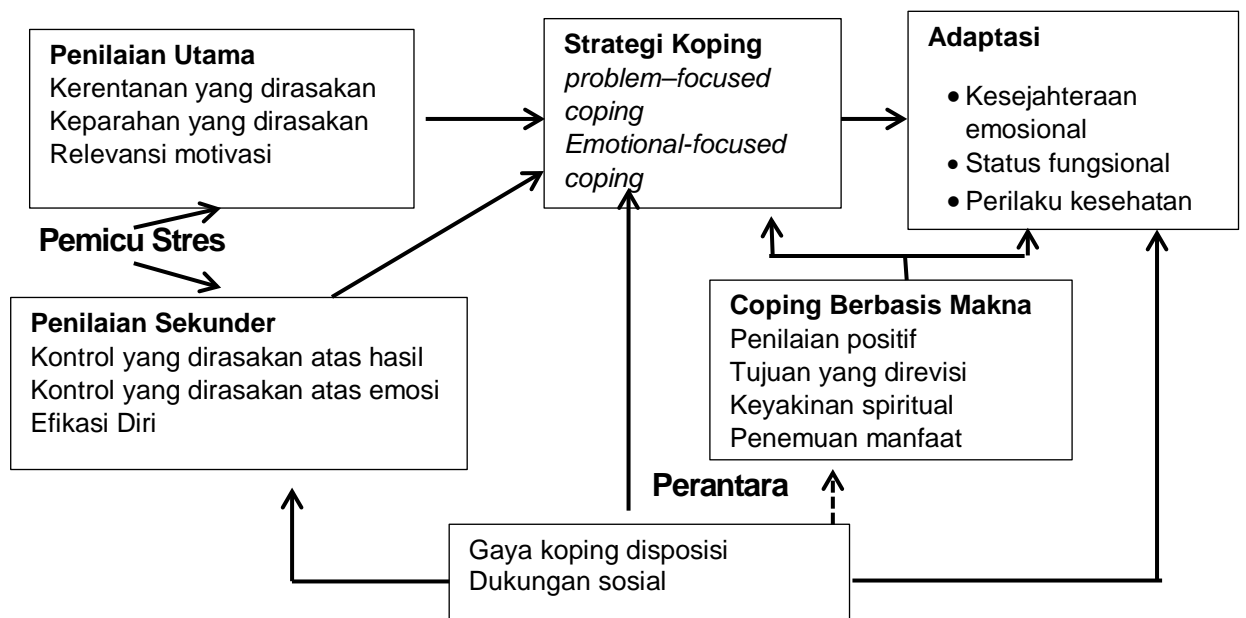 Penilaian Utama
Kerentanan yang dirasakan
Keparahan yang dirasakan
Relevansi motivasi
Strategi Koping
problem–focused
coping
Emotional-focused
coping
Adaptasi
• Kesejahteraan
emosional
• Status fungsional
• Perilaku kesehatan
Pemicu Stres
Penilaian Sekunder
Kontrol yang dirasakan atas hasil
Kontrol yang dirasakan atas emosi
Efikasi Diri
Coping Berbasis Makna
Penilaian positif
Tujuan yang direvisi
Keyakinan spiritual
Penemuan manfaat
Perantara
Gaya koping disposisi
Dukungan sosial